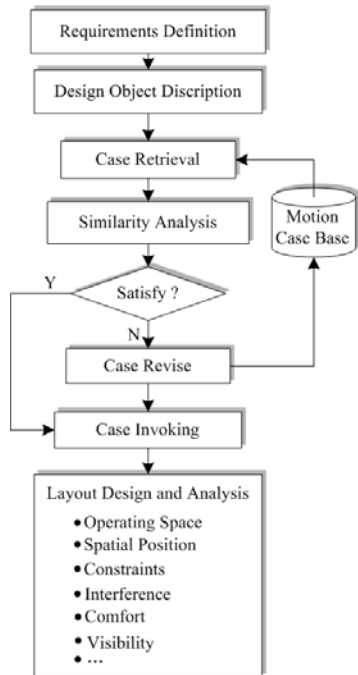 Requirements Definition
Design Object Discription
Case Retrieval
Similarity Analysis
Motion
Case Base
Y
Satisfy ?
N
Case Revise
Case Invoking
Layout Design and Analysis
● Operating Space
● Spatial Position
● Constraints
● Interference
● Comfort
● Visibility
● ...